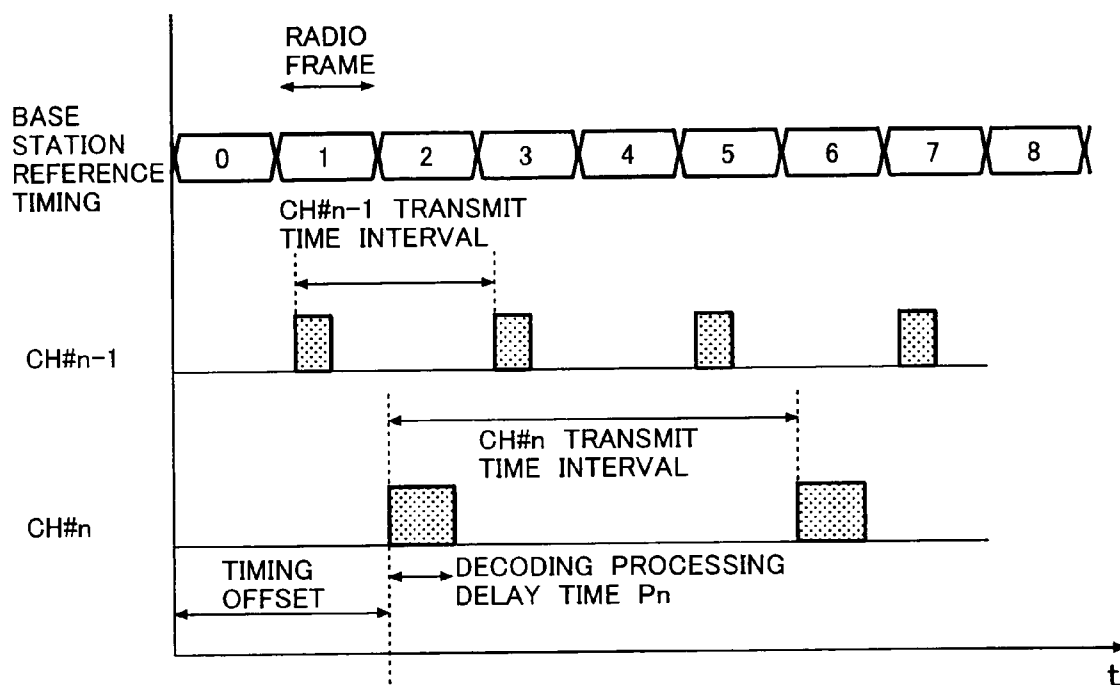 RADIO
FRAME
BASE
STATION
REFERENCE
TIMING
0 1 2 3 4 5 6 7 8
CH#n-1 TRANSMIT
TIME INTERVAL
CH#n-1
CH#n TRANSMIT
TIME INTERVAL
CH#n
TIMING
OFFSET
DECODING PROCESSING
DELAY TIME Pn
t